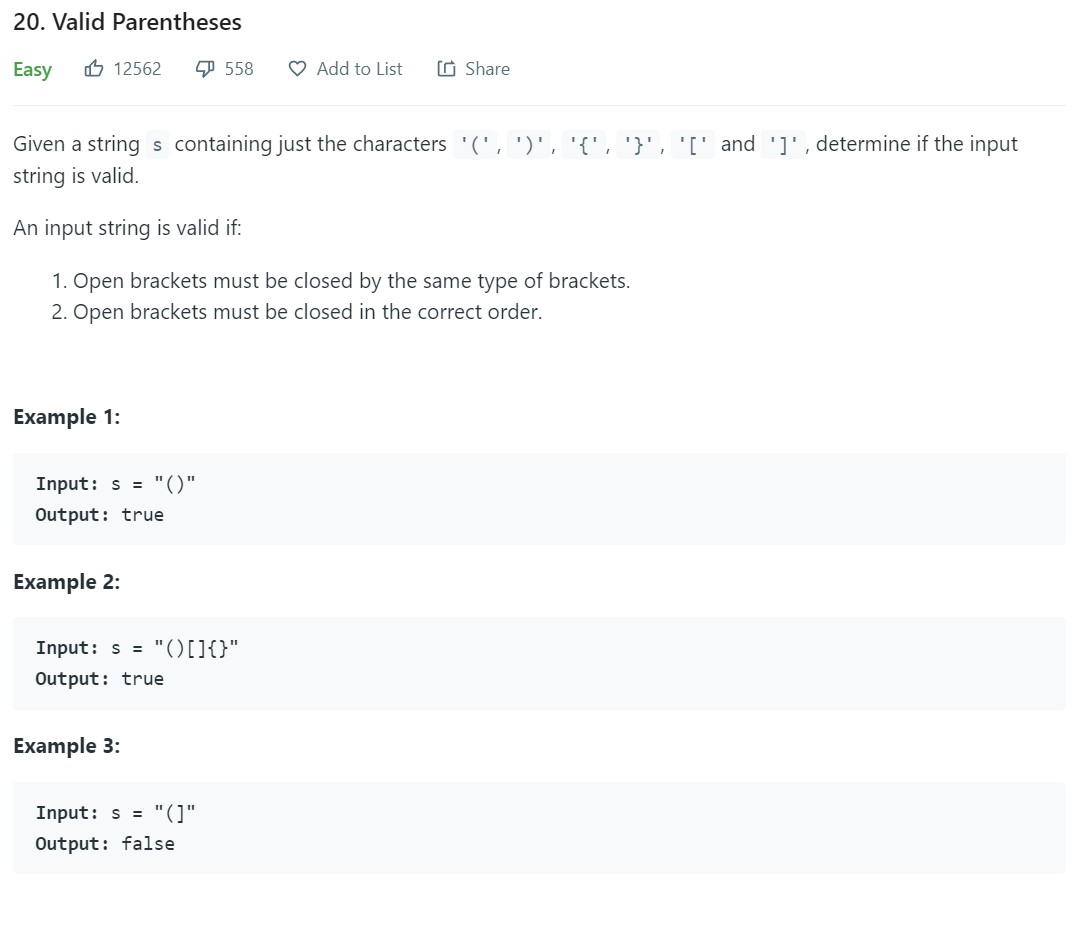 20. Valid Parentheses
Easy 12562 558 Add to List Share
Given a string s containing just the characters '(', ')', '{', '}', '[' and ']', determine if the input
string is valid.
An input string is valid if:
1. Open brackets must be closed by the same type of brackets.
2. Open brackets must be closed in the correct order.
Example 1:
Input: s = "()"
Output: true
Example 2:
Input: s = "()[]{}"
Output: true
Example 3:
Input: s = "(]"
Output: false